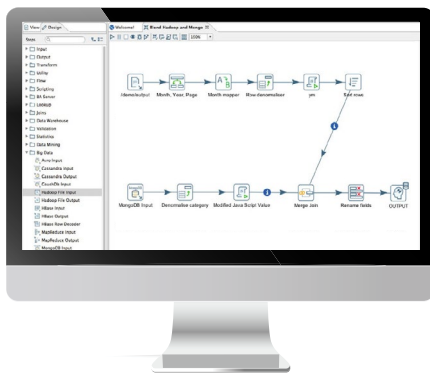 View Design
Welcome! Blend Hadoop and Mongo
Steps
100%
Input
Output
Transform
Utility
Flow
Scripting
BA Server
Lookup
Joins
Data Warehouse
Validation
Statistics
Data Mining
Big Data
Avro Input
Cassandra Input
Cassandra Output
CouchDb Input
Hadoop File Input
Hadoop File Output
HBase Input
HBase Output
HBase Row Decoder
MapReduce Input
MapReduce Output
MongoDB Input
/demo/output Month, Year, Page Month mapper Row denormaliser ym Sort rows
MongoDB Input Denormalise category Modified Java Script Value Merge Join Rename fields OUTPUT